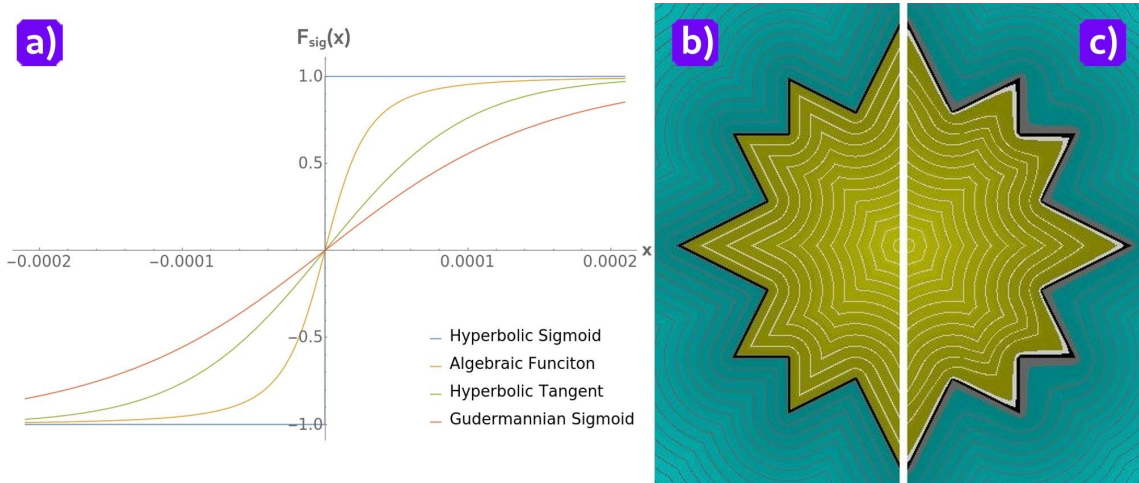 a)
F_sig(x)
1.0
0.5
−0.0002 −0.0001 0.0001 0.0002 x
−0.5
−1.0
Hyperbolic Sigmoid
Algebraic Funciton
Hyperbolic Tangent
Gudermannian Sigmoid
b)
c)